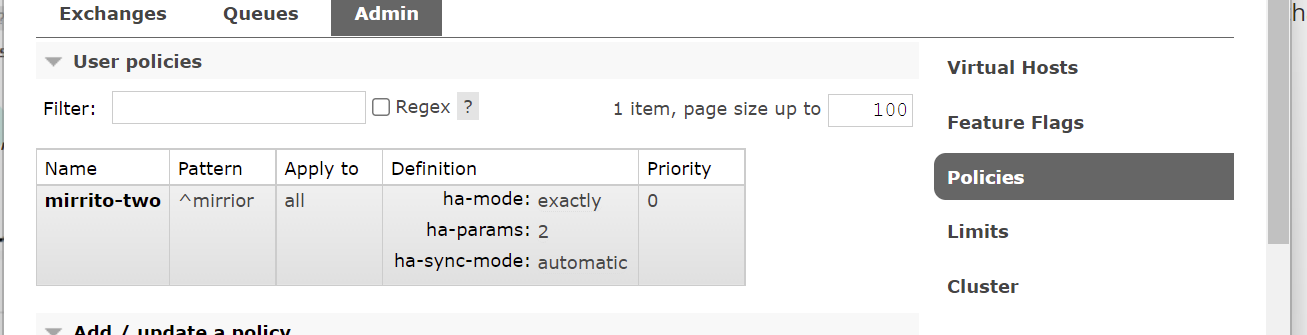 Exchanges Queues Admin
User policies
Filter: Regex ? 1 item, page size up to 100
Name Pattern Apply to Definition Priority
mirrito-two ^mirrior all ha-mode: exactly 0
ha-params: 2
ha-sync-mode: automatic
Add / update a policy
Virtual Hosts
Feature Flags
Policies
Limits
Cluster
h